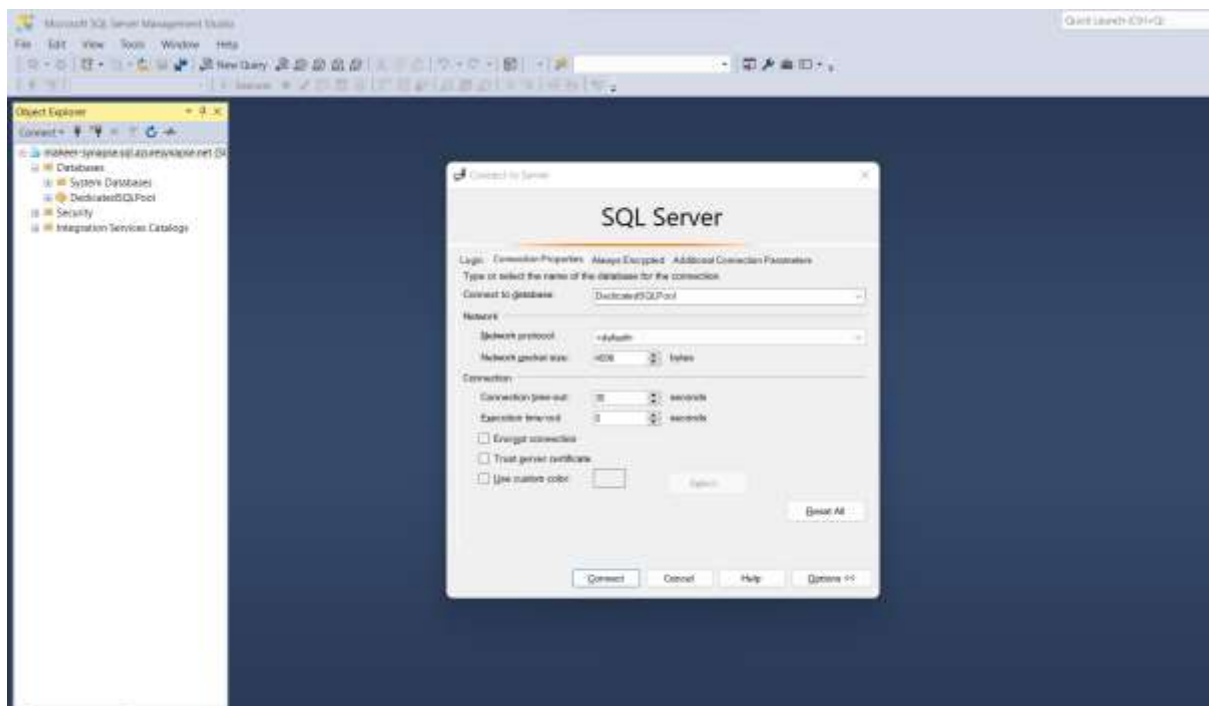 Microsoft SQL Server Management Studio
Quick Launch (Ctrl+Q)
File Edit View Tools Window Help
New Query
Execute
Object Explorer
Connect
Databases
System Databases
DedicatedSQLPool
Security
Integration Services Catalogs
Connect to Server
SQL Server
Login Connection Properties Always Encrypted Additional Connection Parameters
Type or select the name of the database for the connection.
Connect to database: DedicatedSQLPool
Network
Network protocol: <default>
Network packet size: 4096 bytes
Connection
Connection time-out: seconds
Execution time-out: 0 seconds
Encrypt connection
Trust server certificate
Use custom color:
Select...
Reset All
Connect Cancel Help Options <<